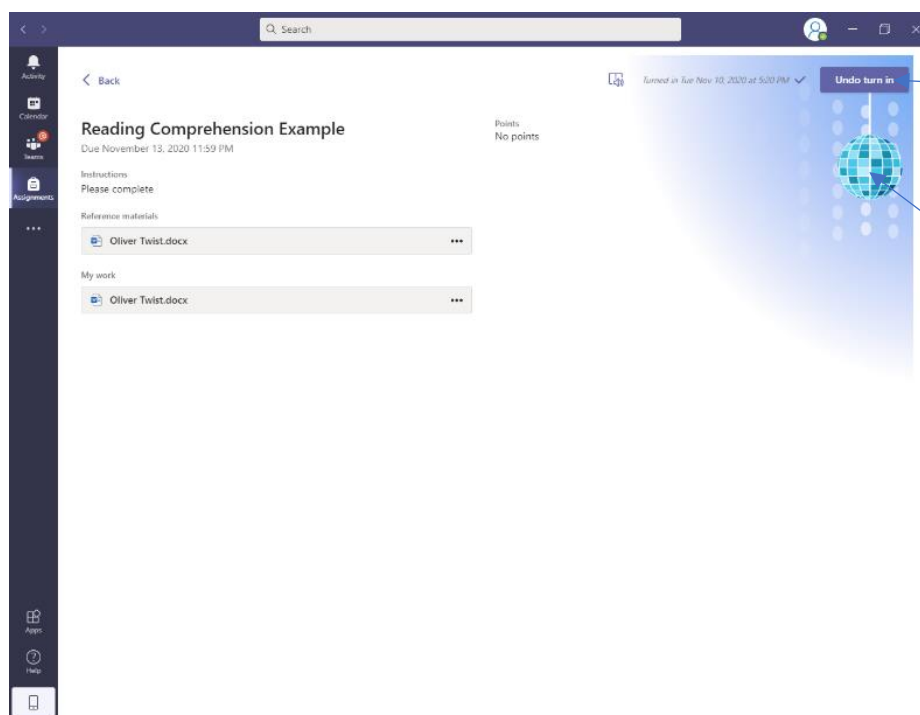 Search
Activity
Calendar
Teams
Assignments
Apps
Help
Back
Turned in Tue Nov 10, 2020 at 5:20 PM
Undo turn in
Reading Comprehension Example
Due November 13, 2020 11:59 PM
Points
No points
Instructions
Please complete
Reference materials
Oliver Twist.docx
My work
Oliver Twist.docx